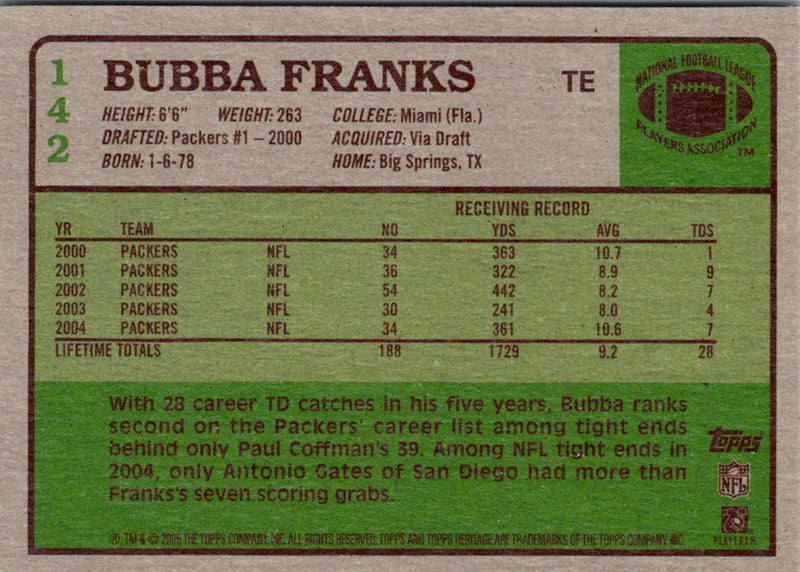 142
BUBBA FRANKS TE
HEIGHT: 6'6" WEIGHT: 263 COLLEGE: Miami (Fla.)
DRAFTED: Packers #1 – 2000 ACQUIRED: Via Draft
BORN: 1-6-78 HOME: Big Springs, TX
NATIONAL FOOTBALL LEAGUE
PLAYERS ASSOCIATION™
RECEIVING RECORD
YR TEAM NO YDS AVG TDS
2000 PACKERS NFL 34 363 10.7 1
2001 PACKERS NFL 36 322 8.9 9
2002 PACKERS NFL 54 442 8.2 7
2003 PACKERS NFL 30 241 8.0 4
2004 PACKERS NFL 34 361 10.6 7
LIFETIME TOTALS 188 1729 9.2 28
With 28 career TD catches in his five years, Bubba ranks
second on the Packers' career list among tight ends
behind only Paul Coffman's 39. Among NFL tight ends in
2004, only Antonio Gates of San Diego had more than
Franks's seven scoring grabs.
Topps
NFL
PLAYERS
®, TM & © 2005 THE TOPPS COMPANY, INC. ALL RIGHTS RESERVED. TOPPS AND TOPPS HERITAGE ARE TRADEMARKS OF THE TOPPS COMPANY, INC.